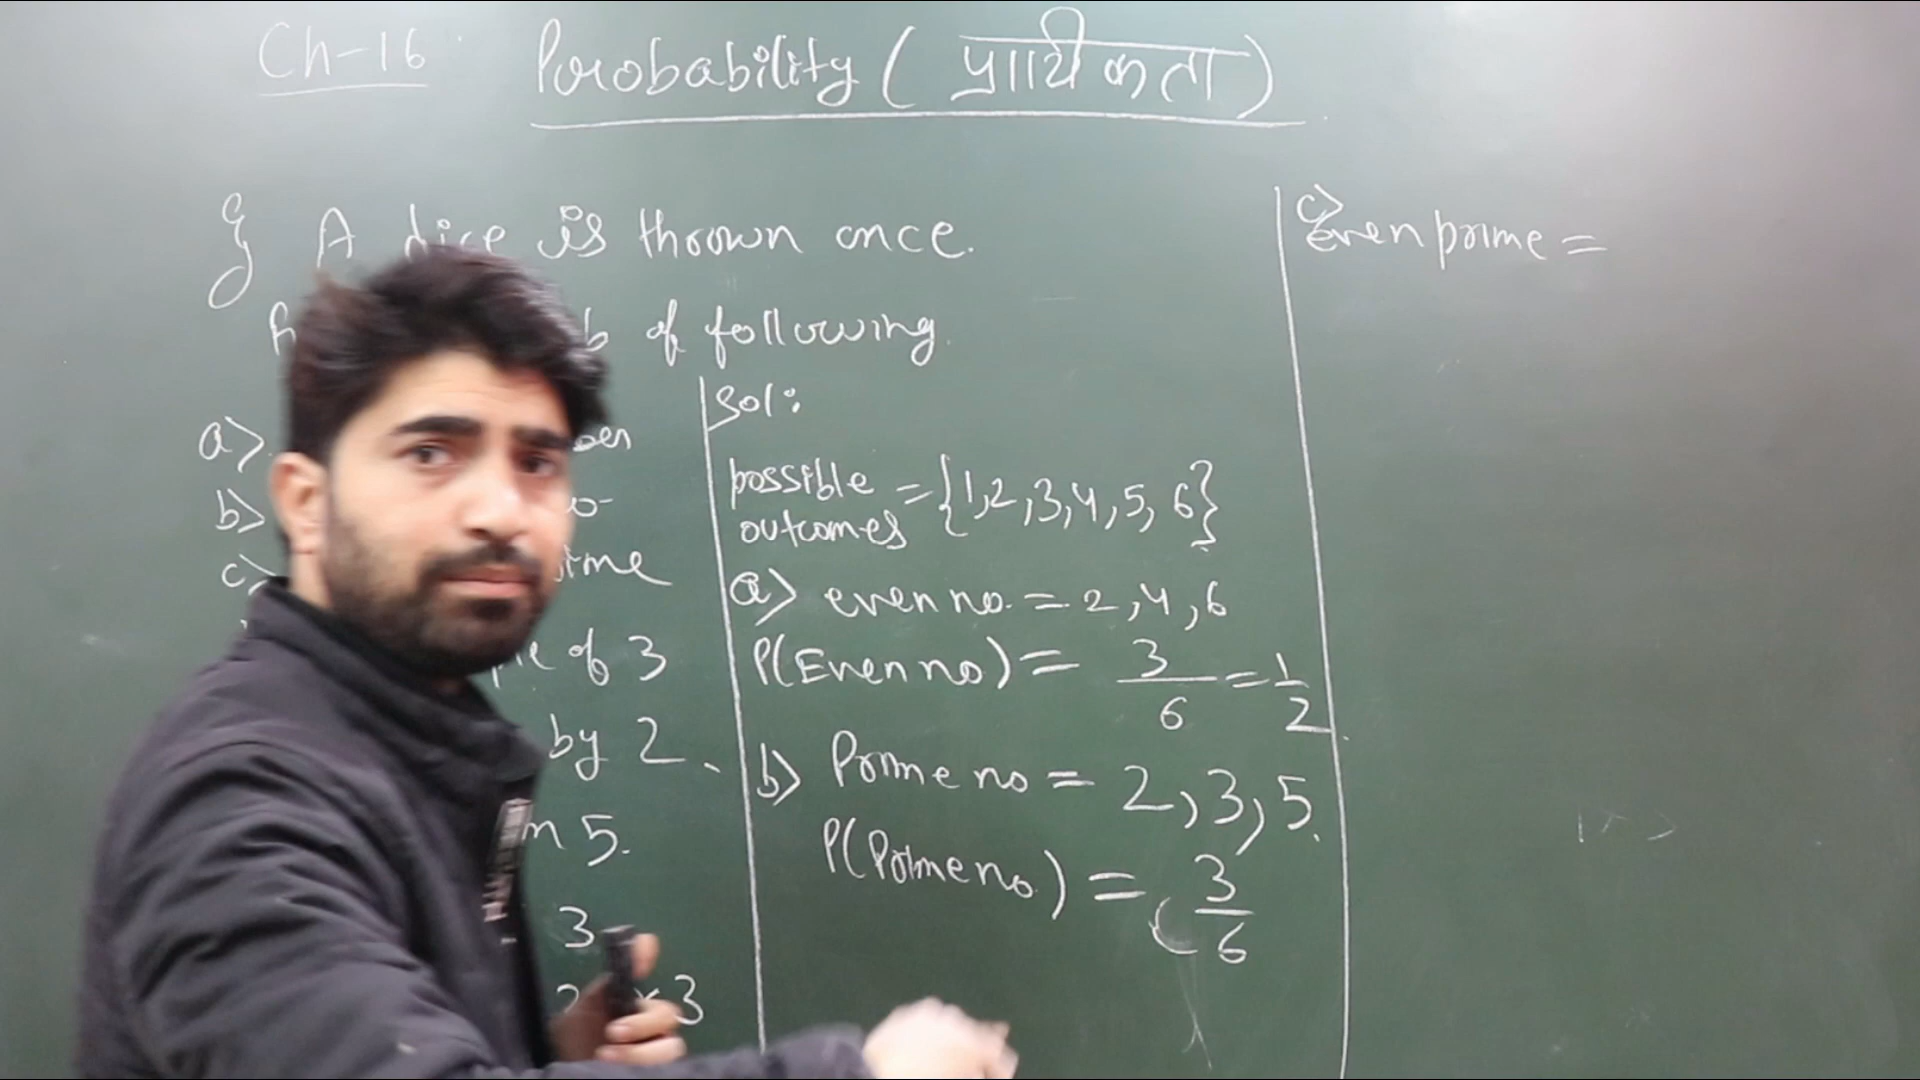 Ch-16 Probability ( प्रायिकता )
A dice is thrown once.
of following.
a>
b>
c> prime
of 3
by 2.
5.
3
3
Sol:
possible outcomes = {1,2,3,4,5,6}
a> even no. = 2,4,6
P(Even no) = 3/6 = 1/2
b> Prime no = 2,3,5.
P(Prime no.) = 3/6
c>
even prime =